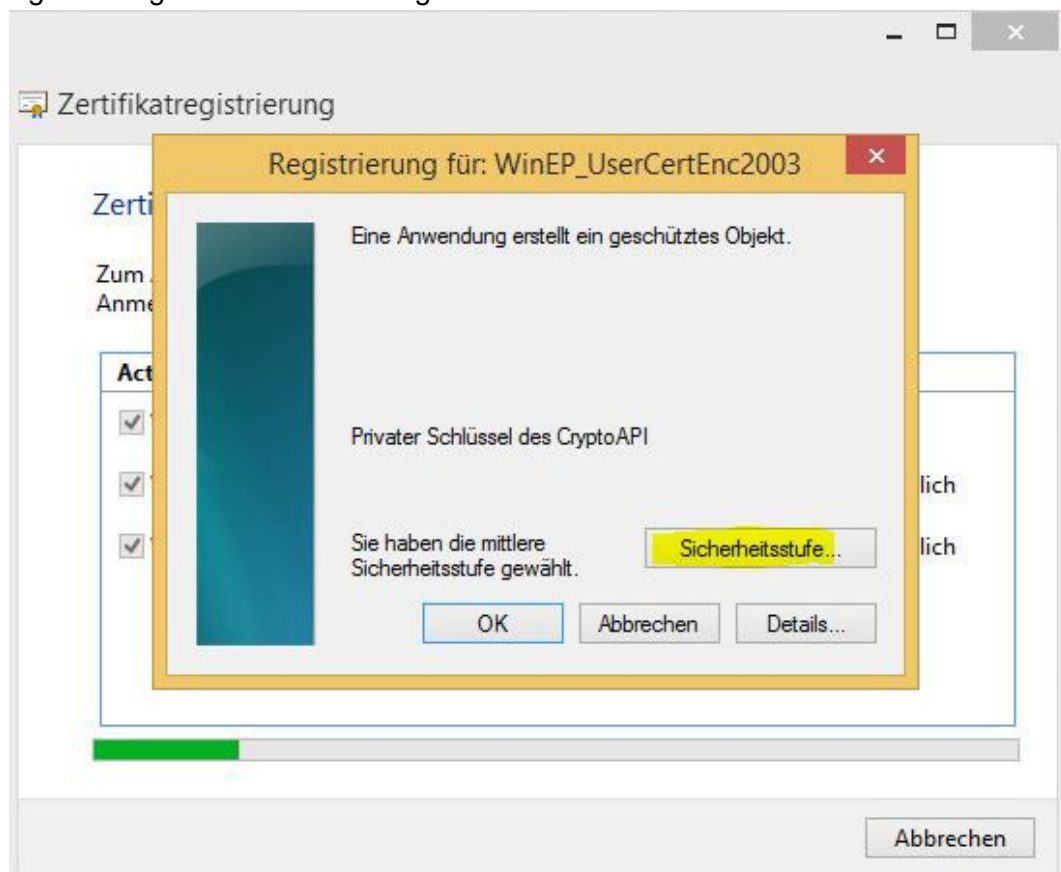 Zertifikatregistrierung
Registrierung für: WinEP_UserCertEnc2003
Eine Anwendung erstellt ein geschütztes Objekt.
Privater Schlüssel des CryptoAPI
Sie haben die mittlere
Sicherheitsstufe gewählt.
Sicherheitsstufe...
OK
Abbrechen
Details...
Zerti
Zum
Anme
Act
lich
lich
Abbrechen